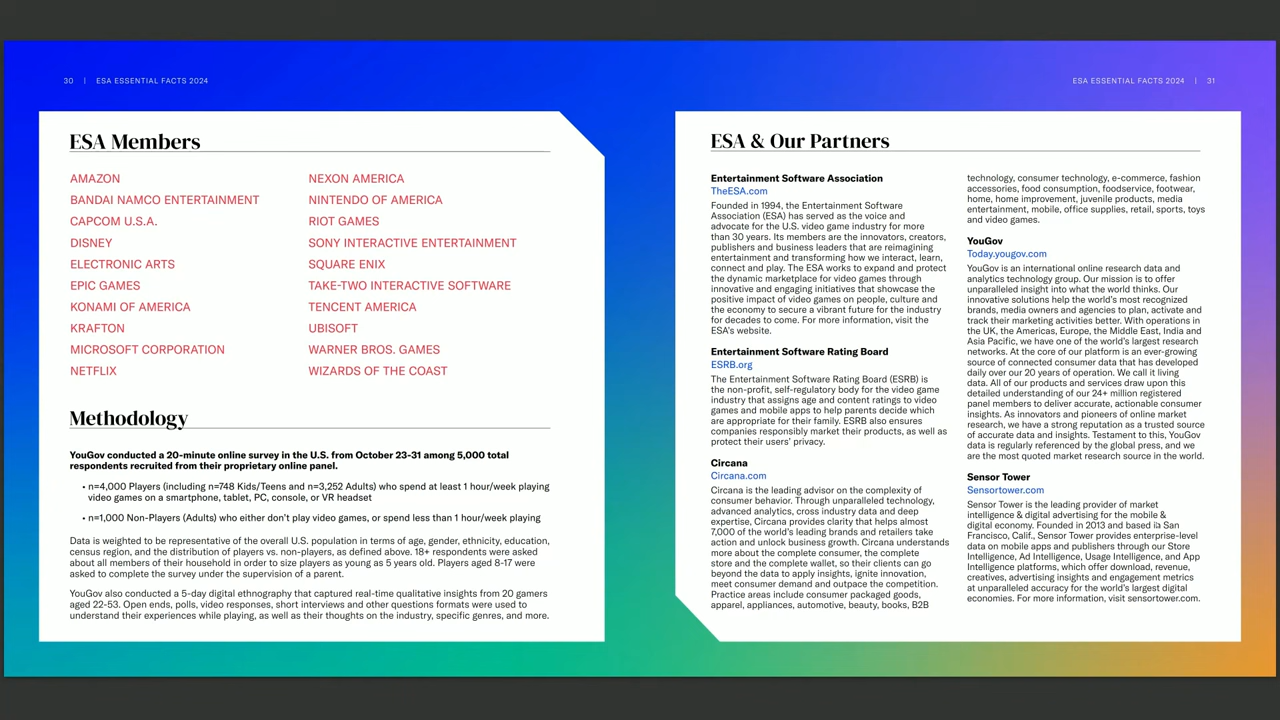 30 | ESA ESSENTIAL FACTS 2024
ESA Members
AMAZON
BANDAI NAMCO ENTERTAINMENT
CAPCOM U.S.A.
DISNEY
ELECTRONIC ARTS
EPIC GAMES
KONAMI OF AMERICA
KRAFTON
MICROSOFT CORPORATION
NETFLIX
NEXON AMERICA
NINTENDO OF AMERICA
RIOT GAMES
SONY INTERACTIVE ENTERTAINMENT
SQUARE ENIX
TAKE-TWO INTERACTIVE SOFTWARE
TENCENT AMERICA
UBISOFT
WARNER BROS. GAMES
WIZARDS OF THE COAST
Methodology
YouGov conducted a 20-minute online survey in the U.S. from October 23-31 among 5,000 total
respondents recruited from their proprietary online panel.
• n=4,000 Players (including n=748 Kids/Teens and n=3,252 Adults) who spend at least 1 hour/week playing
video games on a smartphone, tablet, PC, console, or VR headset
• n=1,000 Non-Players (Adults) who either don't play video games, or spend less than 1 hour/week playing
Data is weighted to be representative of the overall U.S. population in terms of age, gender, ethnicity, education,
census region, and the distribution of players vs. non-players, as defined above. 18+ respondents were asked
about all members of their household in order to size players as young as 5 years old. Players aged 8-17 were
asked to complete the survey under the supervision of a parent.
YouGov also conducted a 5-day digital ethnography that captured real-time qualitative insights from 20 gamers
aged 22-53. Open ends, polls, video responses, short interviews and other questions formats were used to
understand their experiences while playing, as well as their thoughts on the industry, specific genres, and more.
ESA ESSENTIAL FACTS 2024 | 31
ESA & Our Partners
Entertainment Software Association
TheESA.com
Founded in 1994, the Entertainment Software
Association (ESA) has served as the voice and
advocate for the U.S. video game industry for more
than 30 years. Its members are the innovators, creators,
publishers and business leaders that are reimagining
entertainment and transforming how we interact, learn,
connect and play. The ESA works to expand and protect
the dynamic marketplace for video games through
innovative and engaging initiatives that showcase the
positive impact of video games on people, culture and
the economy to secure a vibrant future for the industry
for decades to come. For more information, visit the
ESA's website.
Entertainment Software Rating Board
ESRB.org
The Entertainment Software Rating Board (ESRB) is
the non-profit, self-regulatory body for the video game
industry that assigns age and content ratings to video
games and mobile apps to help parents decide which
are appropriate for their family. ESRB also ensures
companies responsibly market their products, as well as
protect their users' privacy.
Circana
Circana.com
Circana is the leading advisor on the complexity of
consumer behavior. Through unparalleled technology,
advanced analytics, cross industry data and deep
expertise, Circana provides clarity that helps almost
7,000 of the world's leading brands and retailers take
action and unlock business growth. Circana understands
more about the complete consumer, the complete
store and the complete wallet, so their clients can go
beyond the data to apply insights, ignite innovation,
meet consumer demand and outpace the competition.
Practice areas include consumer packaged goods,
apparel, appliances, automotive, beauty, books, B2B
technology, consumer technology, e-commerce, fashion
accessories, food consumption, foodservice, footwear,
home, home improvement, juvenile products, media
entertainment, mobile, office supplies, retail, sports, toys
and video games.
YouGov
Today.yougov.com
YouGov is an international online research data and
analytics technology group. Our mission is to offer
unparalleled insight into what the world thinks. Our
innovative solutions help the world's most recognized
brands, media owners and agencies to plan, activate and
track their marketing activities better. With operations in
the UK, the Americas, Europe, the Middle East, India and
Asia Pacific, we have one of the world's largest research
networks. At the core of our platform is an ever-growing
source of connected consumer data that has developed
daily over our 20 years of operation. We call it living
data. All of our products and services draw upon this
detailed understanding of our 24+ million registered
panel members to deliver accurate, actionable consumer
insights. As innovators and pioneers of online market
research, we have a strong reputation as a trusted source
of accurate data and insights. Testament to this, YouGov
data is regularly referenced by the global press, and we
are the most quoted market research source in the world.
Sensor Tower
Sensortower.com
Sensor Tower is the leading provider of market
intelligence & digital advertising for the mobile &
digital economy. Founded in 2013 and based in San
Francisco, Calif., Sensor Tower provides enterprise-level
data on mobile apps and publishers through our Store
Intelligence, Ad Intelligence, Usage Intelligence, and App
Intelligence platforms, which offer download, revenue,
creatives, advertising insights and engagement metrics
at unparalleled accuracy for the world's largest digital
economies. For more information, visit sensortower.com.